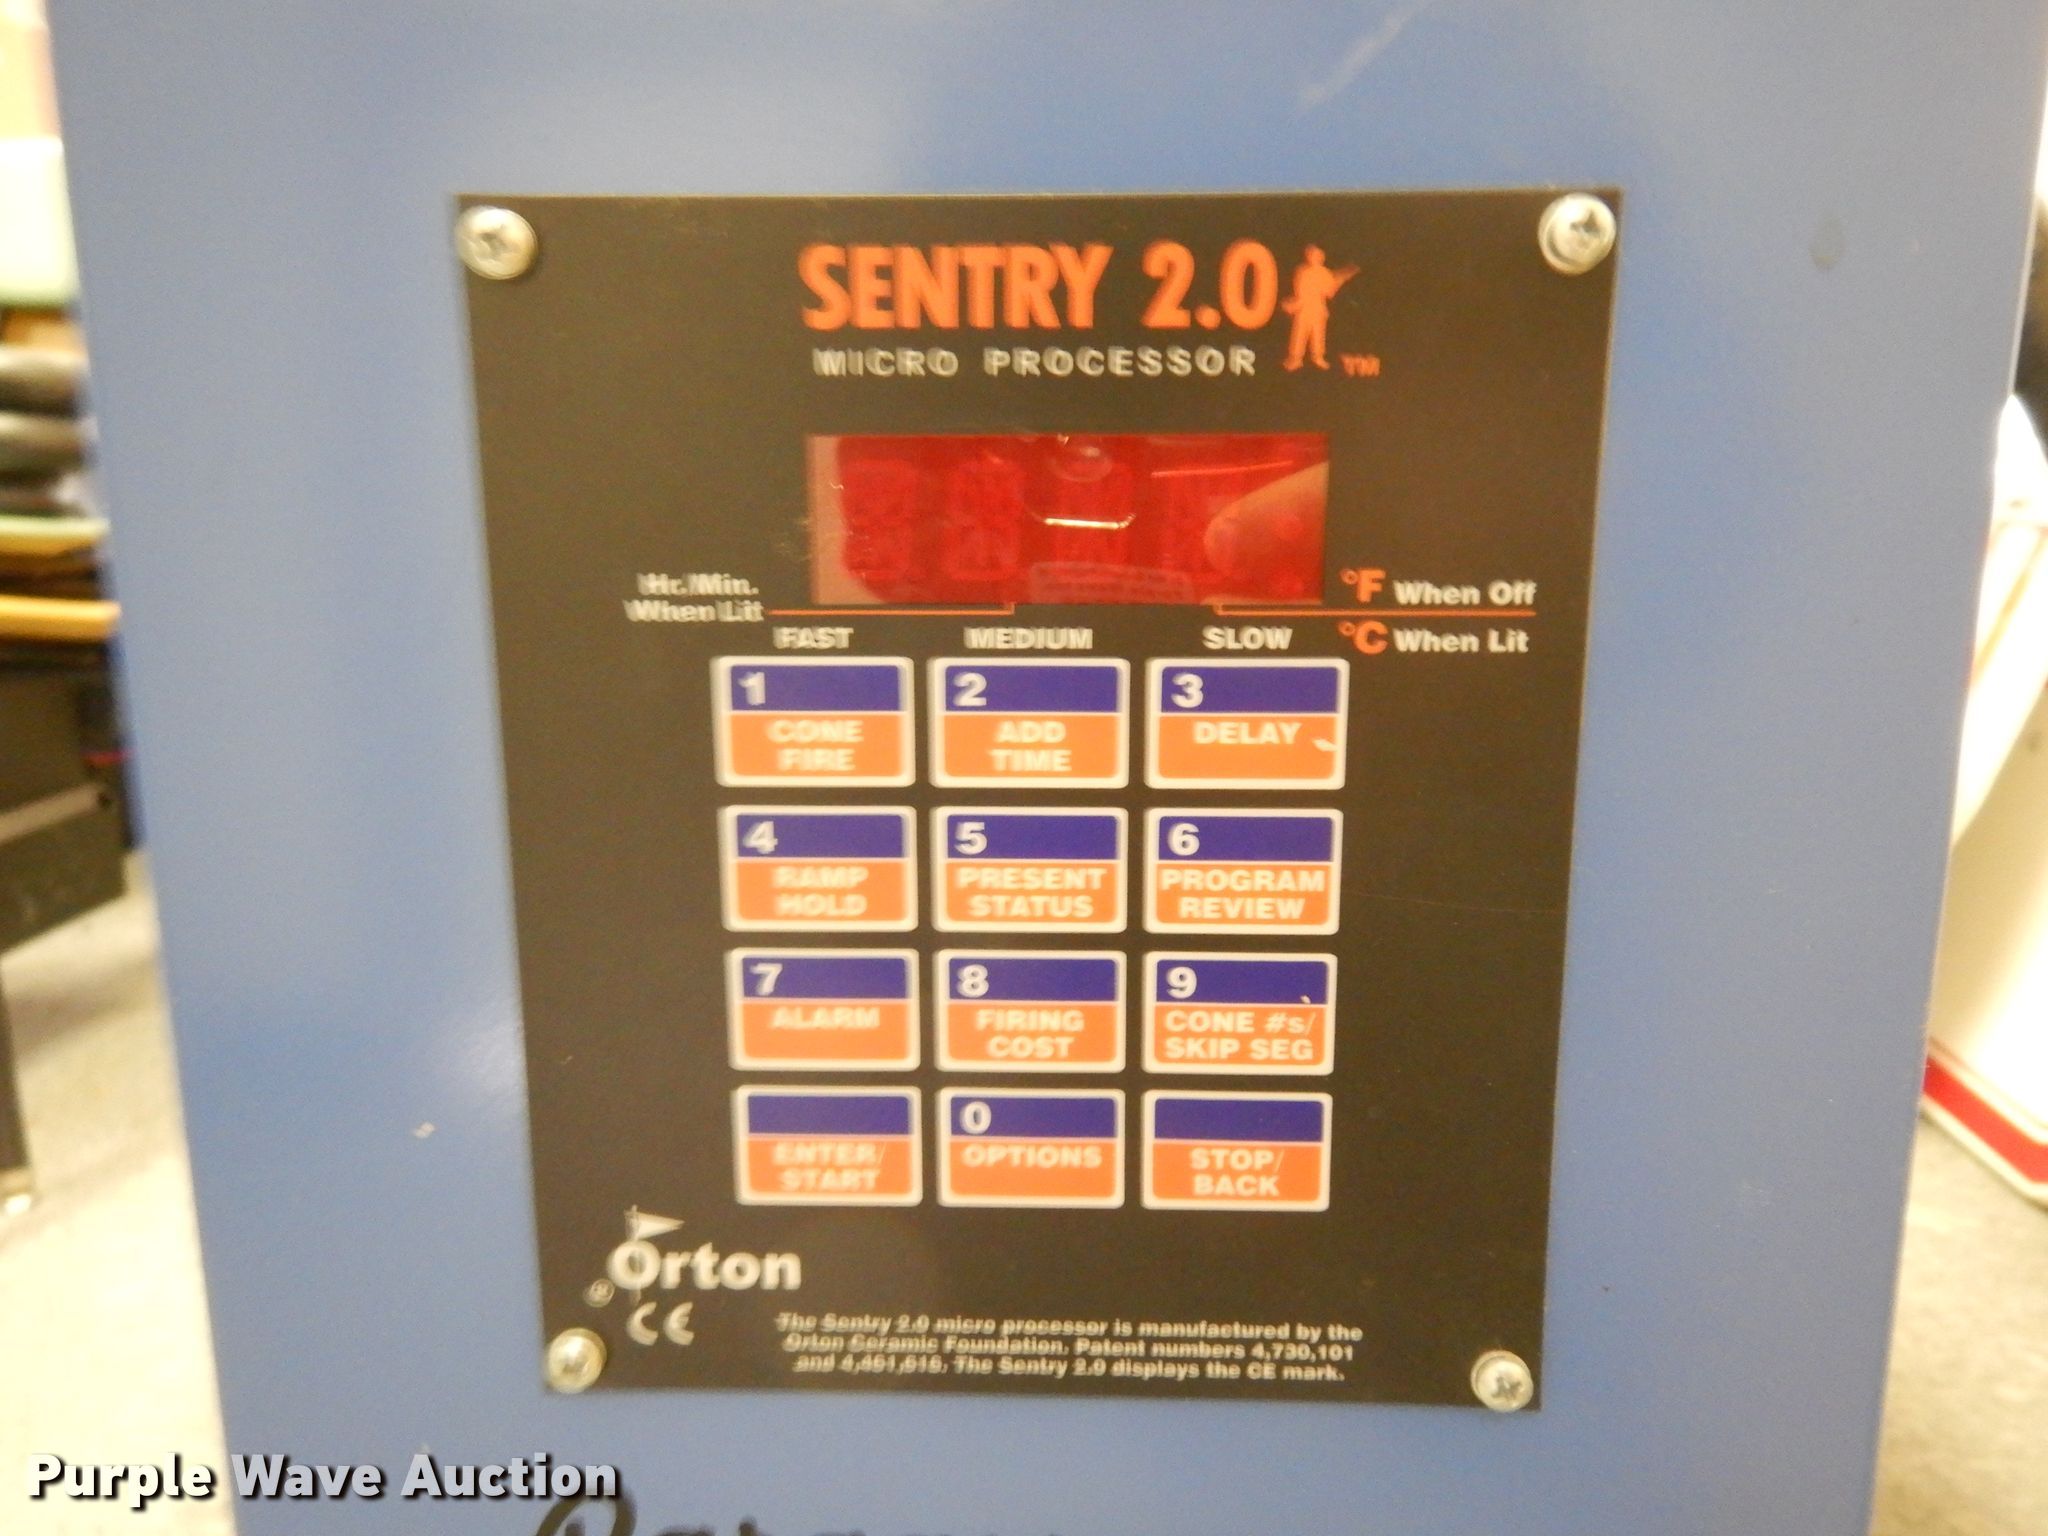 SENTRY 2.0
MICRO PROCESSOR TM
Hr./Min.
When Lit
°F When Off
°C When Lit
FAST MEDIUM SLOW
1 2 3
CONE FIRE
ADD TIME
DELAY
4 5 6
RAMP HOLD
PRESENT STATUS
PROGRAM REVIEW
7 8 9
ALARM
FIRING COST
CONE #s/ SKIP SEG
0
ENTER/ START
OPTIONS
STOP/ BACK
Orton
®
CE
The Sentry 2.0 micro processor is manufactured by the
Orton Ceramic Foundation. Patent numbers 4,730,101
and 4,461,616. The Sentry 2.0 displays the CE mark.
Purple Wave Auction